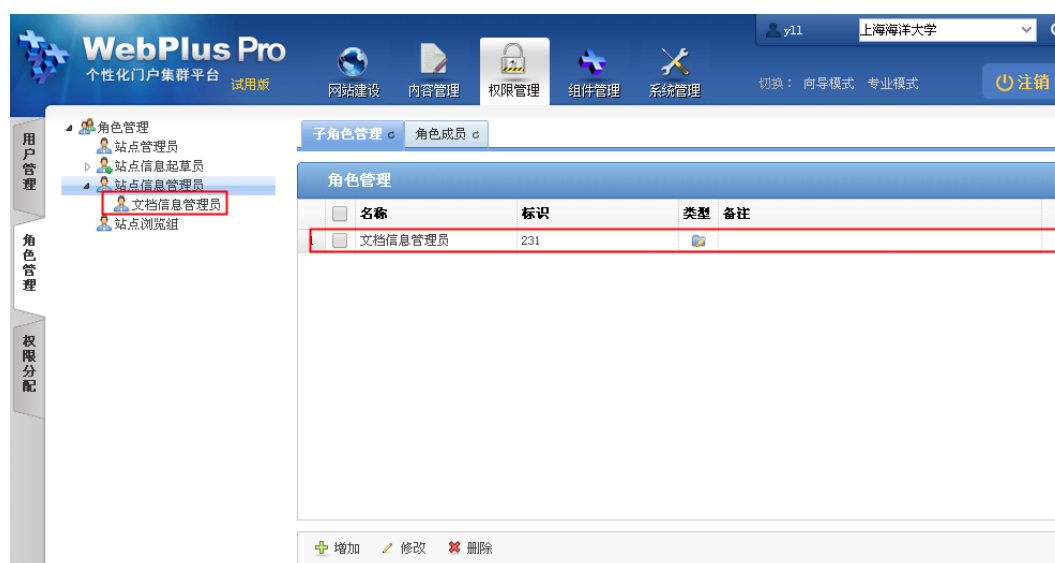 yll
上海海洋大学
WebPlus Pro
个性化门户集群平台 试用版
网站建设 内容管理 权限管理 组件管理 系统管理
切换： 向导模式 专业模式
注销
用户管理
角色管理
权限分配
角色管理
站点管理员
站点信息起草员
站点信息管理员
文档信息管理员
站点浏览组
子角色管理 角色成员
角色管理
名称 标识 类型 备注
1 文档信息管理员 231
增加 修改 删除